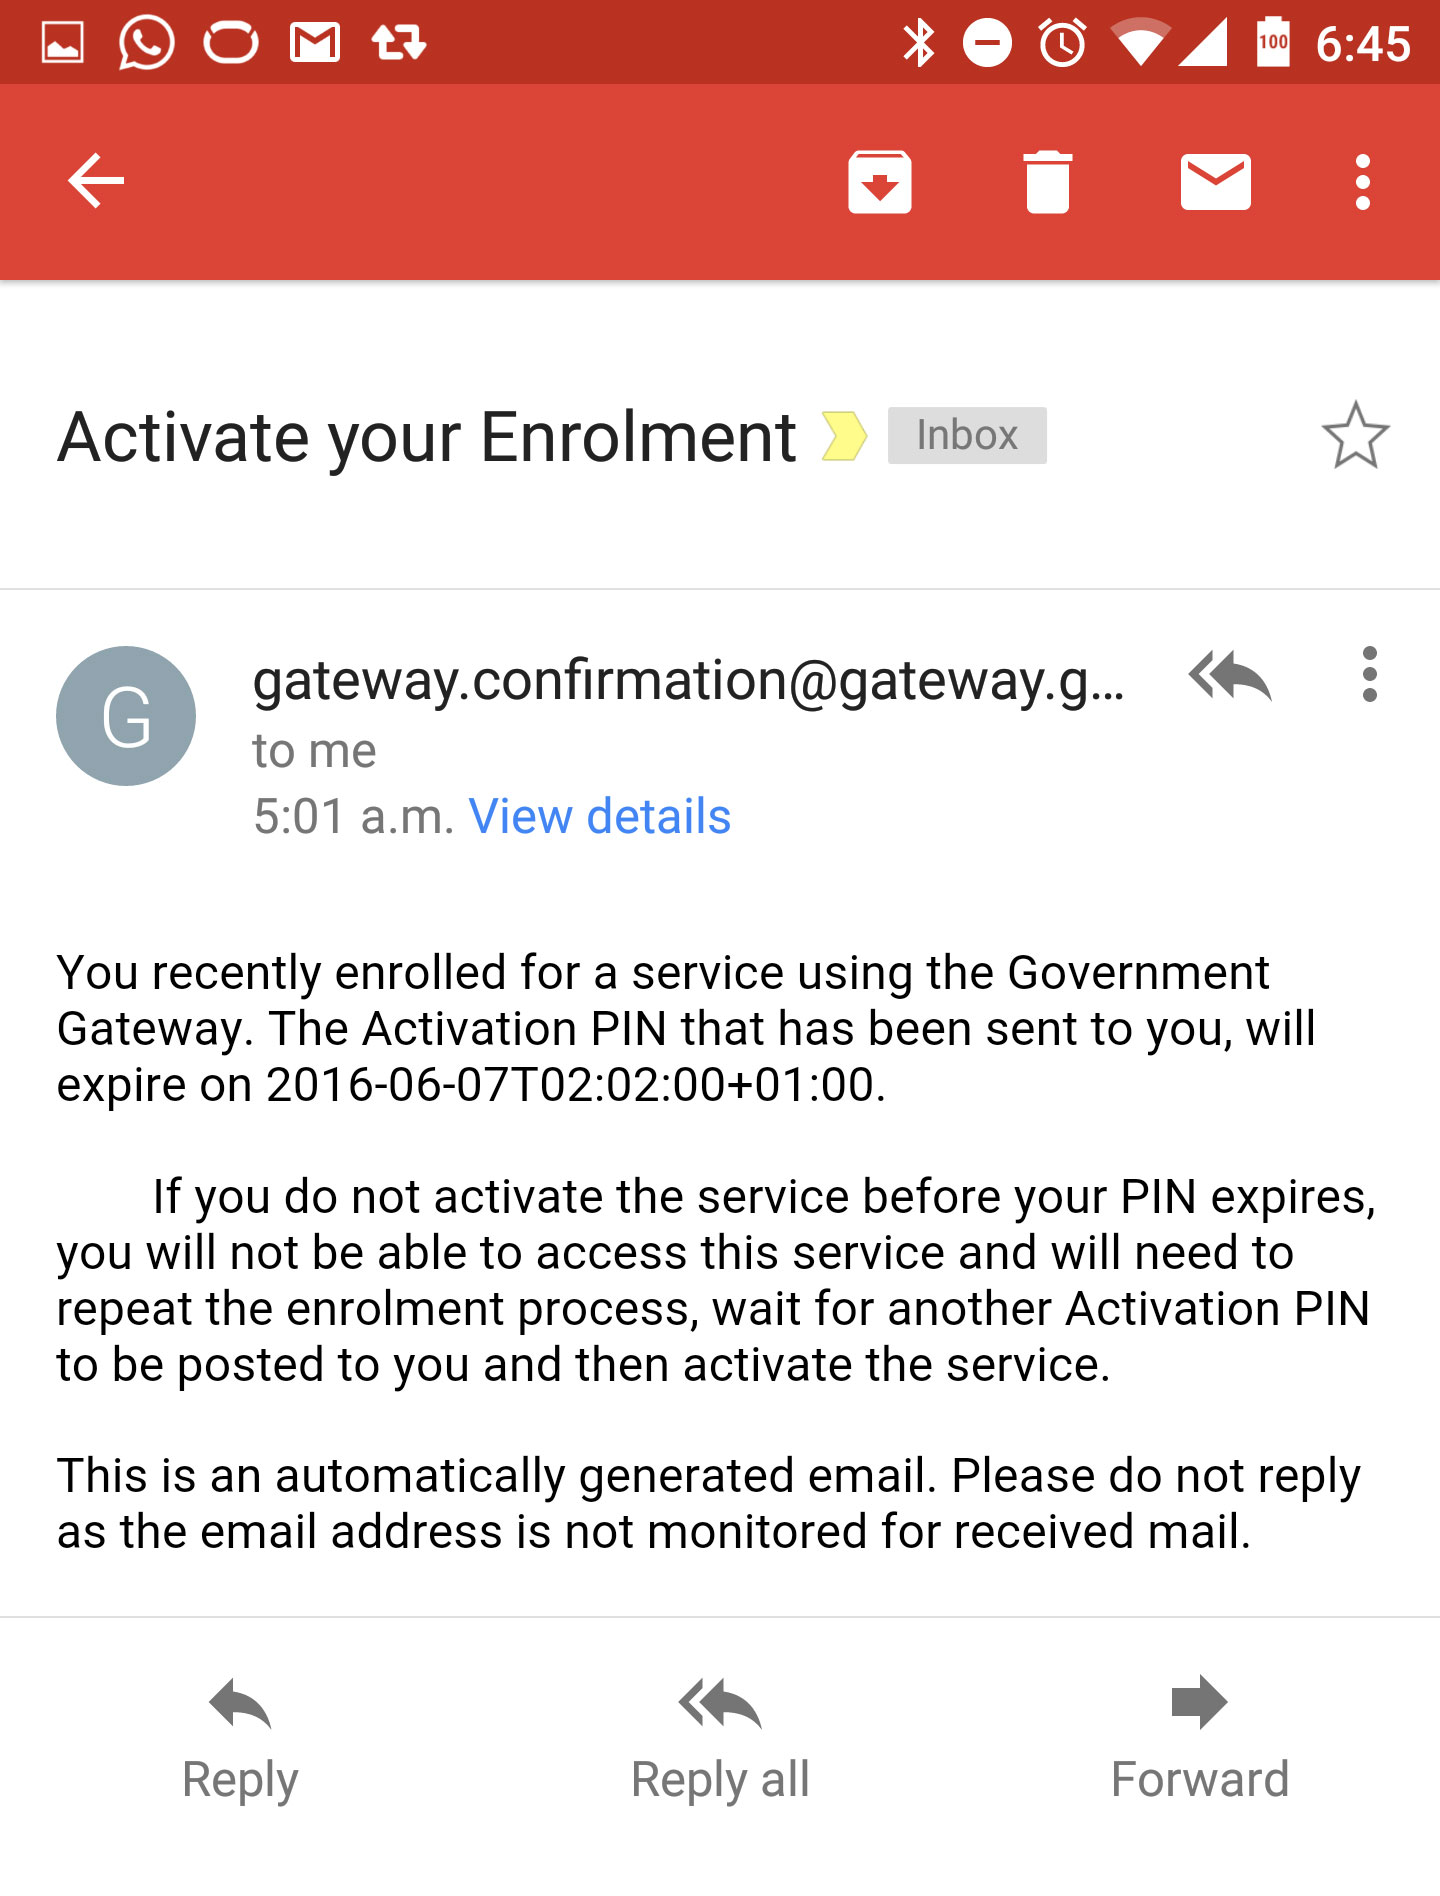 100 6:45
Activate your Enrolment Inbox
G
gateway.confirmation@gateway.g...
to me
5:01 a.m. View details
You recently enrolled for a service using the Government
Gateway. The Activation PIN that has been sent to you, will
expire on 2016-06-07T02:02:00+01:00.
If you do not activate the service before your PIN expires,
you will not be able to access this service and will need to
repeat the enrolment process, wait for another Activation PIN
to be posted to you and then activate the service.
This is an automatically generated email. Please do not reply
as the email address is not monitored for received mail.
Reply Reply all Forward